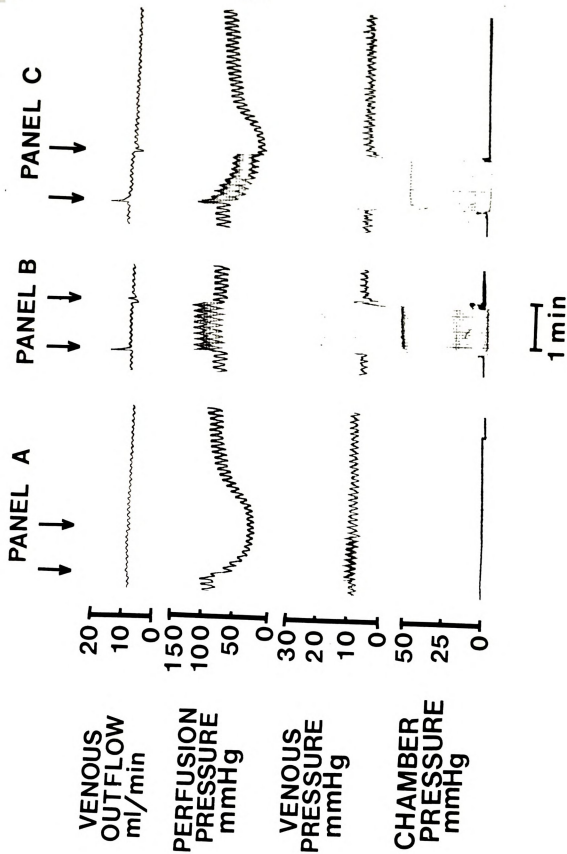 PANEL A
PANEL B
PANEL C
VENOUS
OUTFLOW
ml/min
20
10
0
PERFUSION
PRESSURE
mmHg
150
100
50
0
VENOUS
PRESSURE
mmHg
30
20
10
0
CHAMBER
PRESSURE
mmHg
50
25
0
1 min